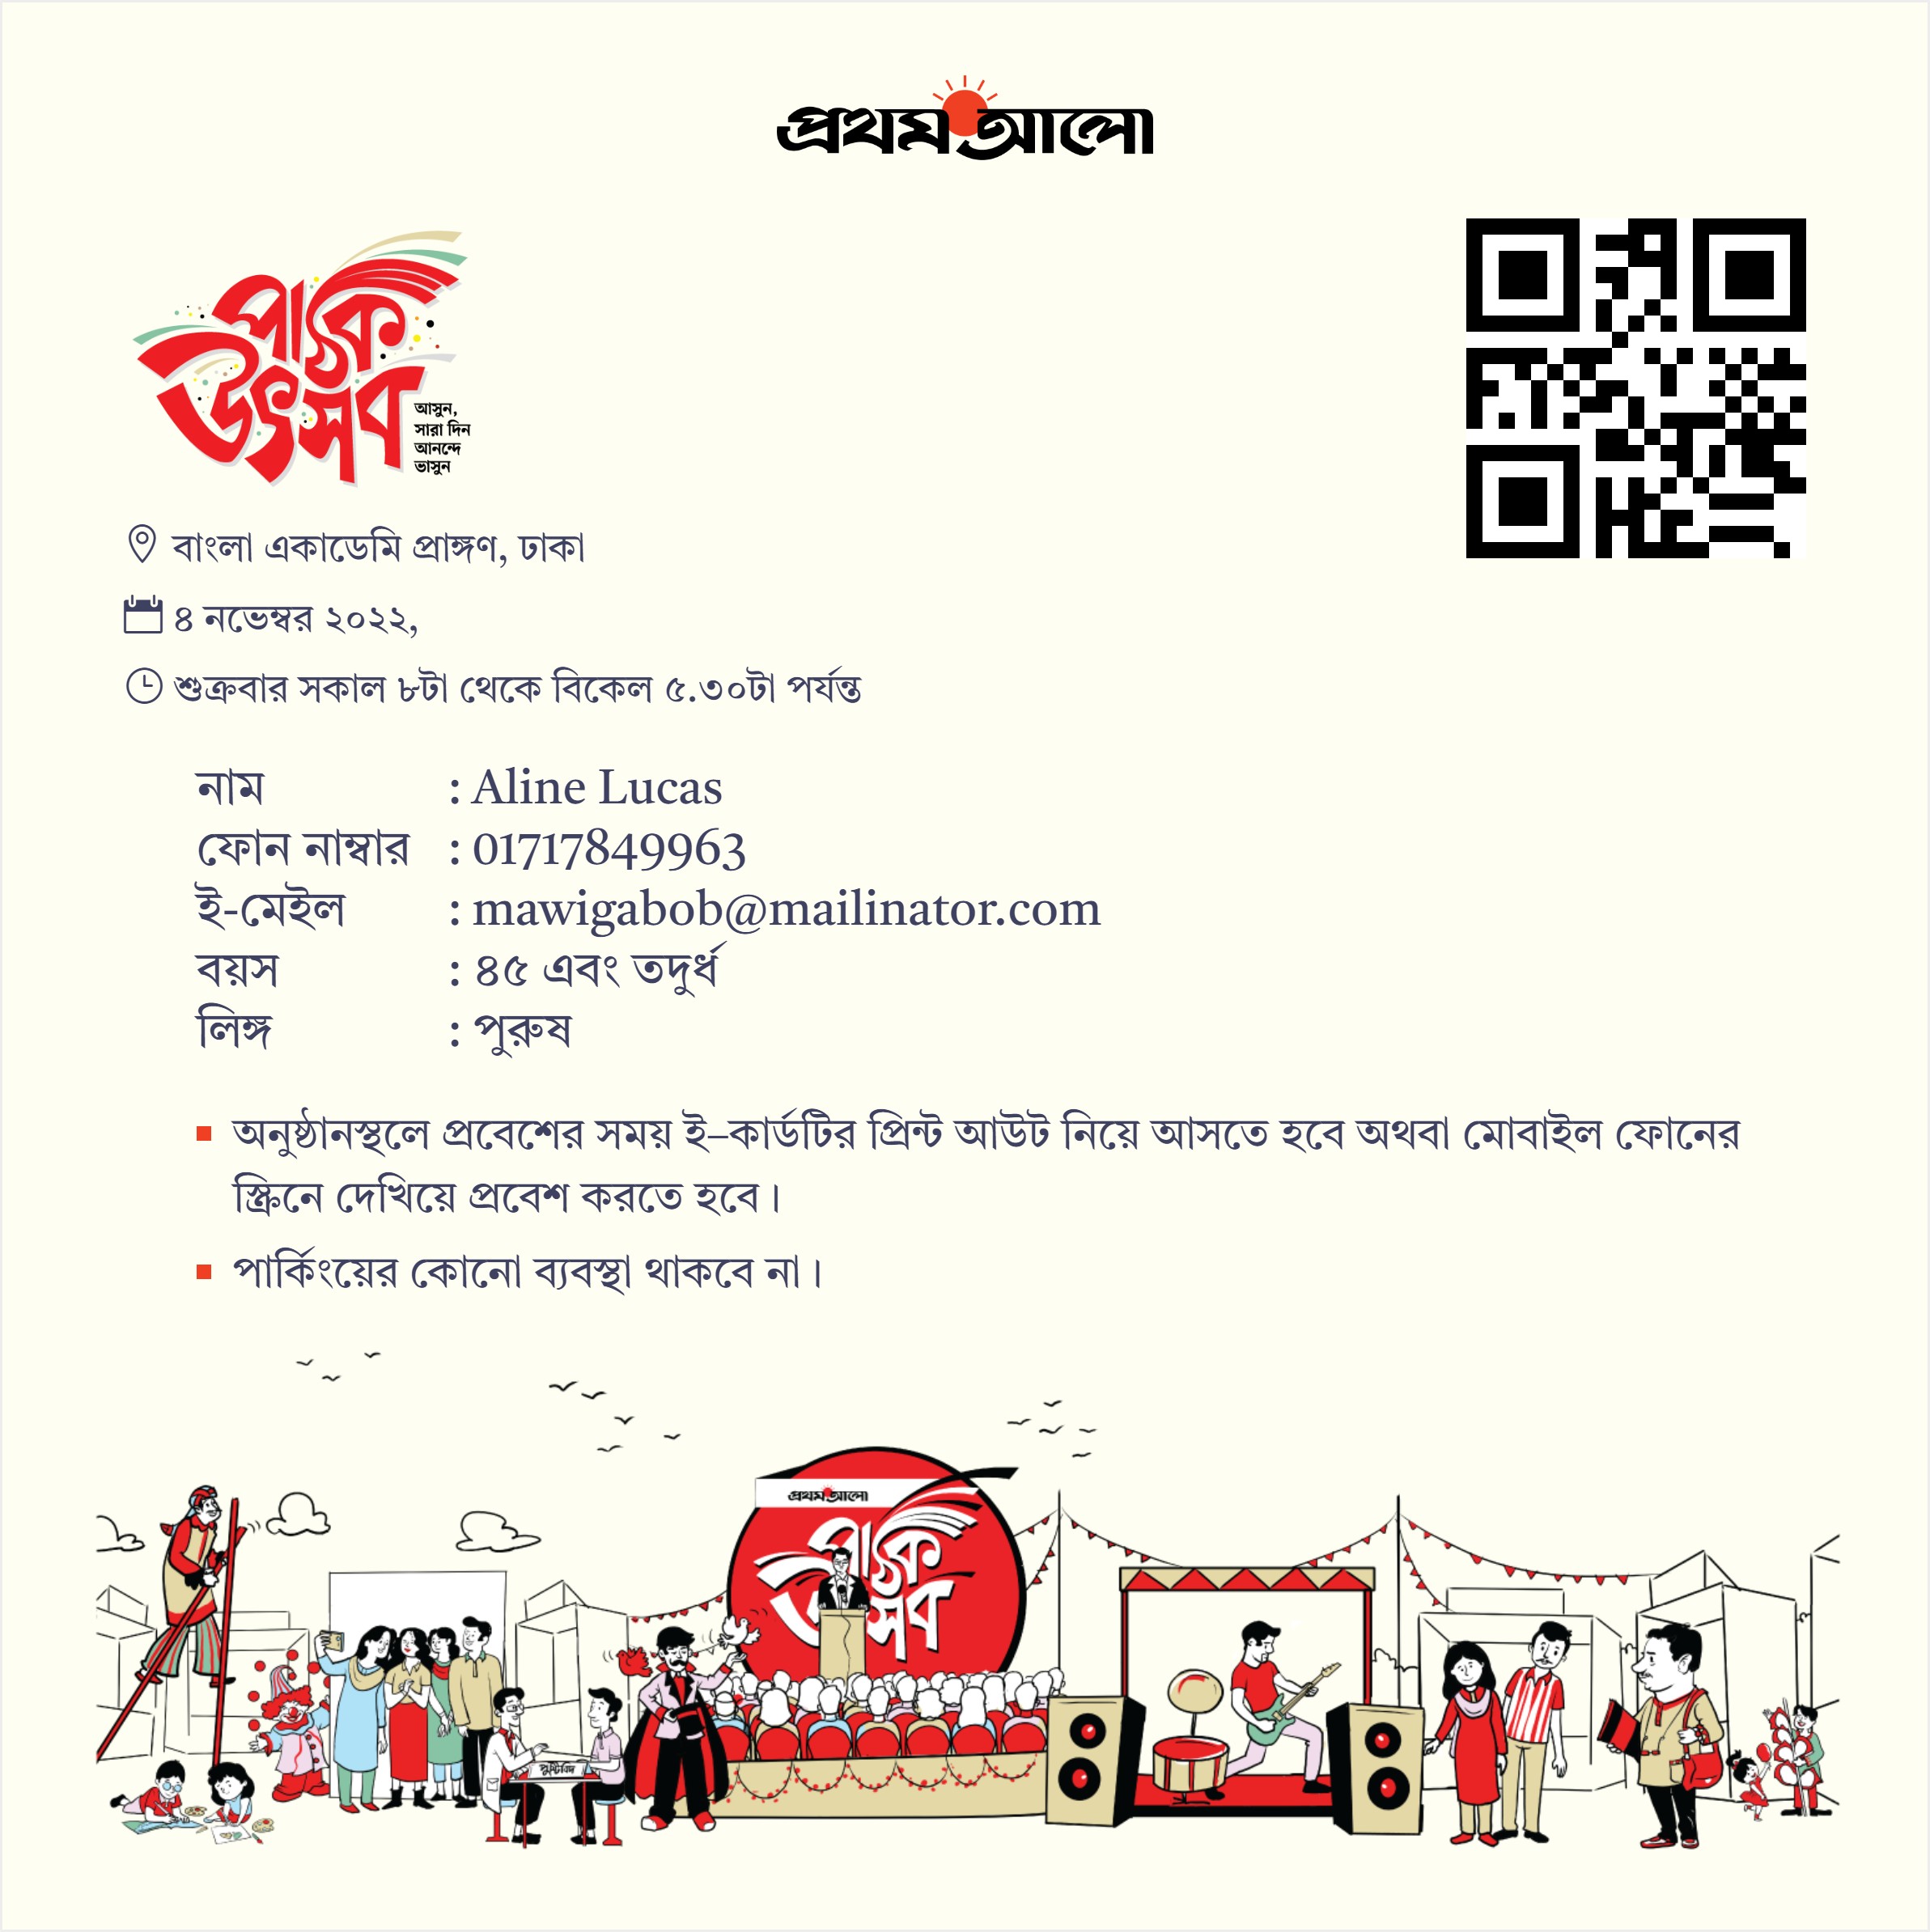 প্রথম আলো
পাঠক
উৎসব
আসুন,
সারা দিন
আনন্দে
ভাসুন
বাংলা একাডেমি প্রাঙ্গণ, ঢাকা
৪ নভেম্বর ২০২২,
শুক্রবার সকাল ৮টা থেকে বিকেল ৫.৩০টা পর্যন্ত
নাম : Aline Lucas
ফোন নাম্বার : 01717849963
ই-মেইল : mawigabob@mailinator.com
বয়স : ৪৫ এবং তদুর্ধ
লিঙ্গ : পুরুষ
অনুষ্ঠানস্থলে প্রবেশের সময় ই–কার্ডটির প্রিন্ট আউট নিয়ে আসতে হবে অথবা মোবাইল ফোনের
স্ক্রিনে দেখিয়ে প্রবেশ করতে হবে।
পার্কিংয়ের কোনো ব্যবস্থা থাকবে না।
প্রথম আলো
পাঠক
উৎসব